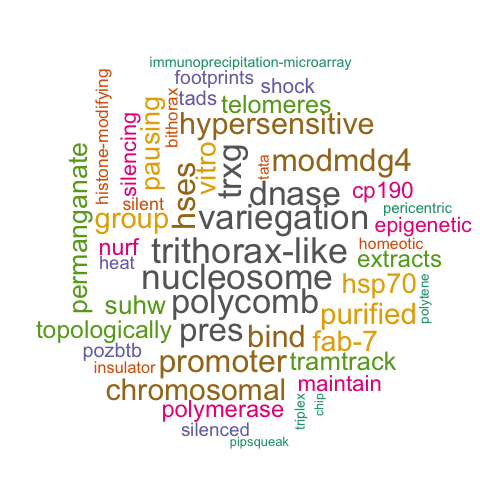 immunoprecipitation-microarray
footprints
shock
tads
telomeres
histone-modifying
bithorax
hypersensitive
silencing
pausing
vitro
trxg
tata
modmdg4
silent
hses
dnase
cp190
permanganate
group
variegation
pericentric
epigenetic
nurf
trithorax-like
homeotic
heat
extracts
nucleosome
hsp70
polytene
suhw
polycomb
purified
topologically
pres
bind
fab-7
pozbtb
insulator
promoter
tramtrack
chromosomal
maintain
polymerase
triplex
chip
silenced
pipsqueak